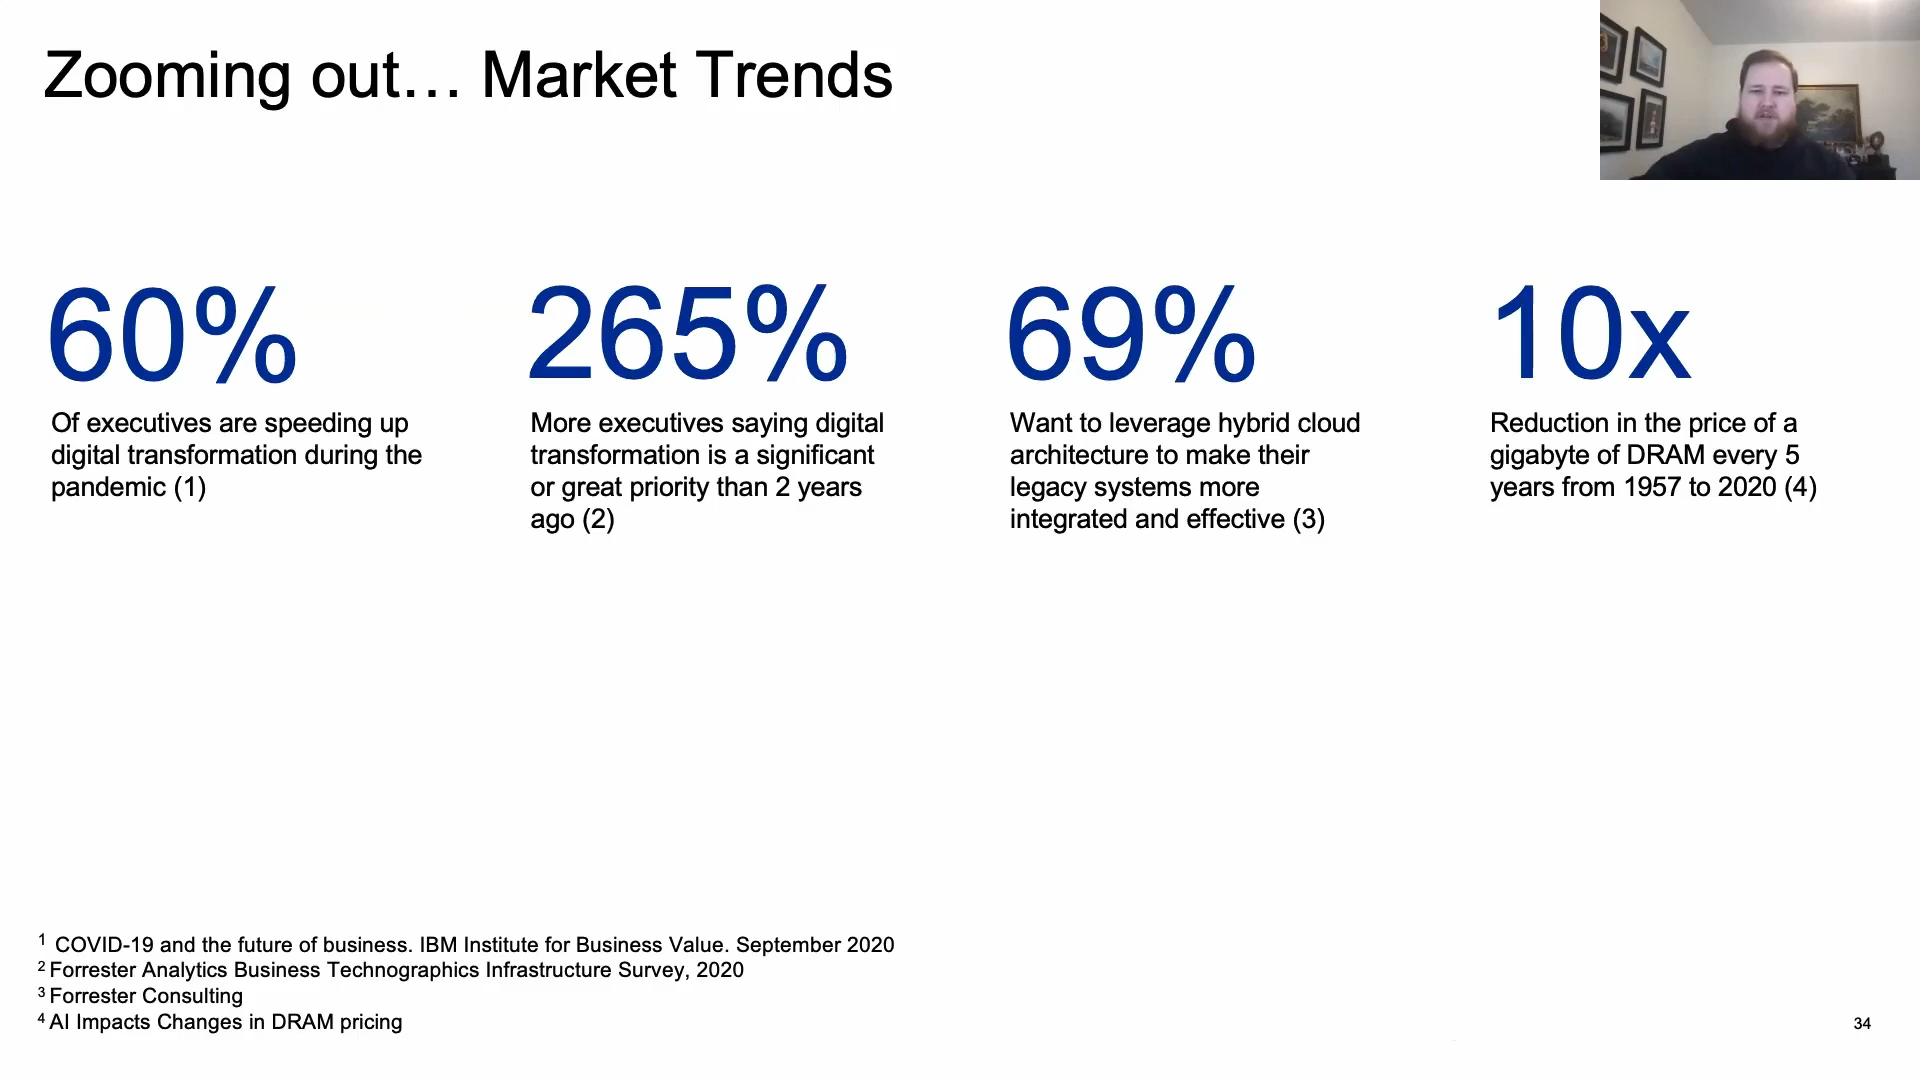 Zooming out… Market Trends
60%
Of executives are speeding up
digital transformation during the
pandemic (1)
265%
More executives saying digital
transformation is a significant
or great priority than 2 years
ago (2)
69%
Want to leverage hybrid cloud
architecture to make their
legacy systems more
integrated and effective (3)
10x
Reduction in the price of a
gigabyte of DRAM every 5
years from 1957 to 2020 (4)
1 COVID-19 and the future of business. IBM Institute for Business Value. September 2020
2 Forrester Analytics Business Technographics Infrastructure Survey, 2020
3 Forrester Consulting
4 AI Impacts Changes in DRAM pricing
34